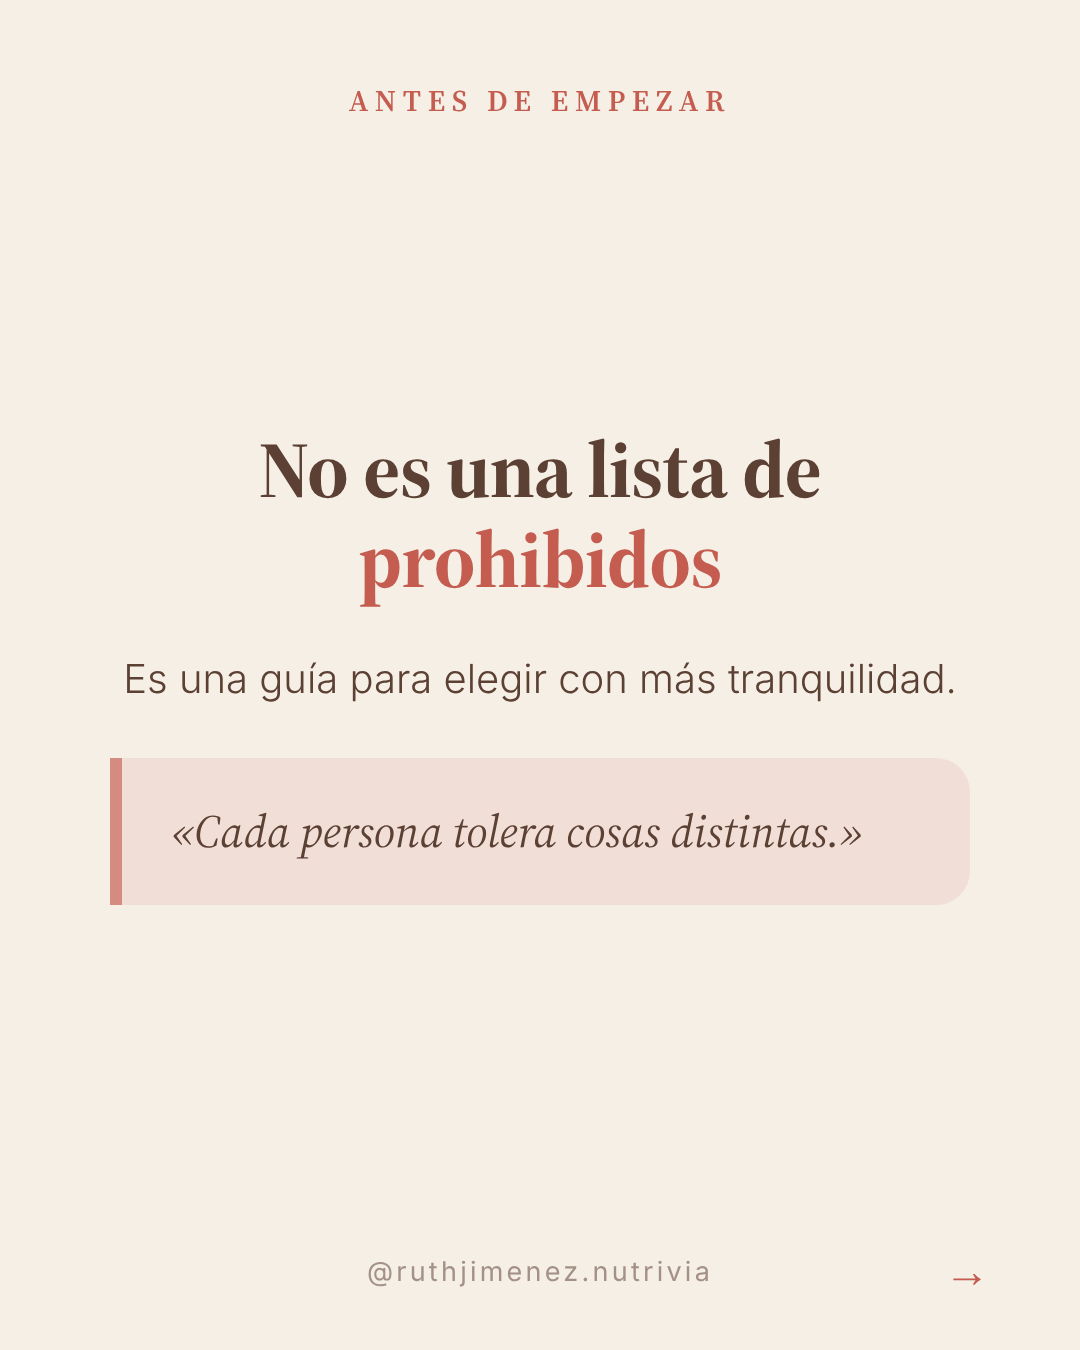 ANTES DE EMPEZAR
No es una lista de
prohibidos
Es una guía para elegir con más tranquilidad.
«Cada persona tolera cosas distintas.»
@ruthjimenez.nutrivia
→